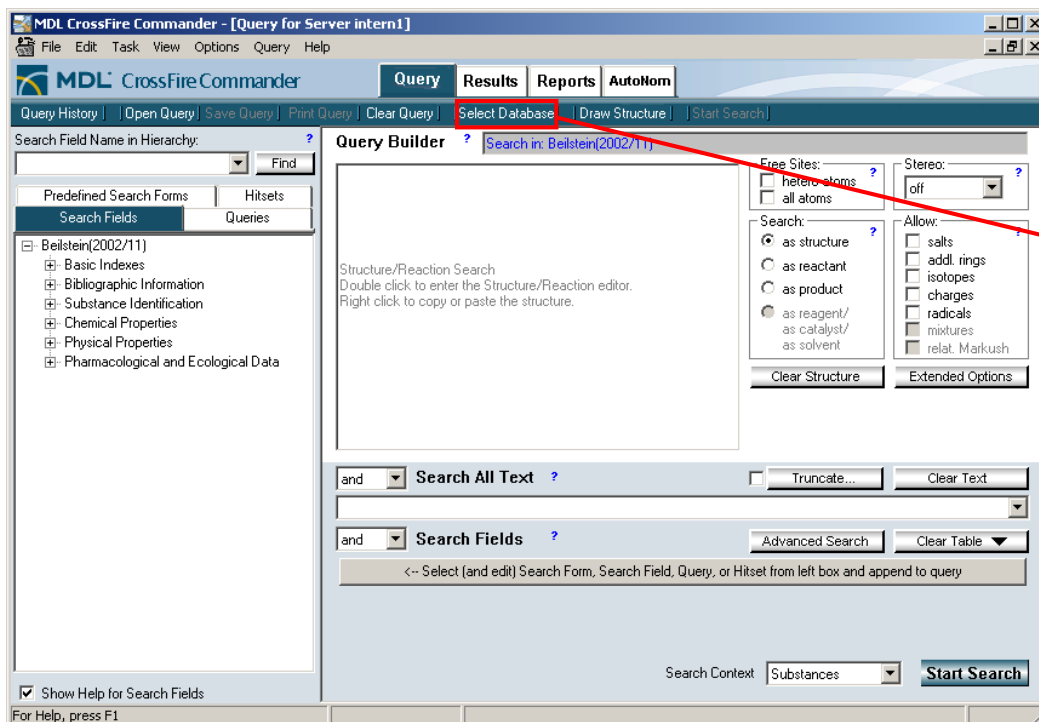 MDL CrossFire Commander - [Query for Server intern1]
File Edit Task View Options Query Help
MDL CrossFire Commander Query Results Reports AutoNom
Query History Open Query Save Query Print Query Clear Query Select Database Draw Structure Start Search
Search Field Name in Hierarchy: ?
Find
Predefined Search Forms Hitsets
Search Fields Queries
Beilstein(2002/11)
Basic Indexes
Bibliographic Information
Substance Identification
Chemical Properties
Physical Properties
Pharmacological and Ecological Data
Show Help for Search Fields
Query Builder ? Search in: Beilstein(2002/11)
Structure/Reaction Search
Double click to enter the Structure/Reaction editor.
Right click to copy or paste the structure.
Free Sites: ?
hetero atoms
all atoms
Stereo: ?
off
Search: ?
as structure
as reactant
as product
as reagent/
as catalyst/
as solvent
Allow: ?
salts
addl. rings
isotopes
charges
radicals
mixtures
relat. Markush
Clear Structure Extended Options
and Search All Text ? Truncate... Clear Text
and Search Fields ? Advanced Search Clear Table
<-- Select (and edit) Search Form, Search Field, Query, or Hitset from left box and append to query
Search Context Substances Start Search
For Help, press F1